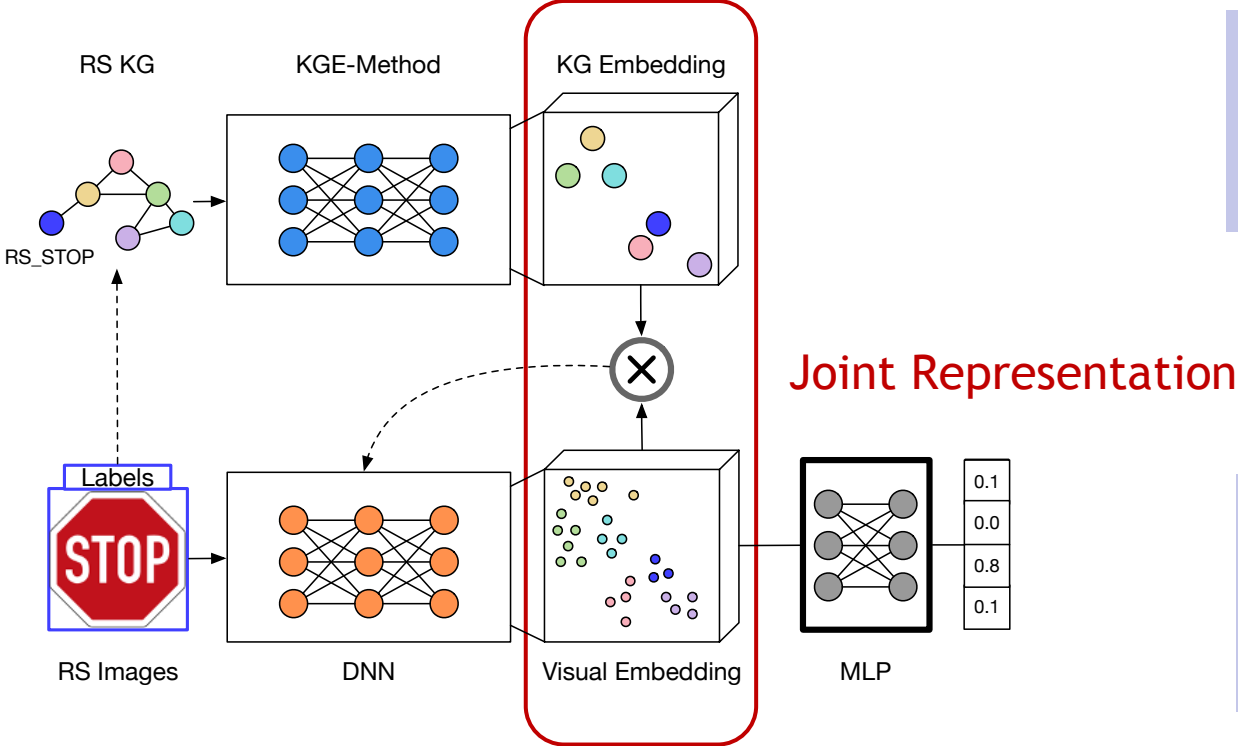 RS KG
KGE-Method
KG Embedding
RS_STOP
Joint Representation
Labels
STOP
0.1
0.0
0.8
0.1
RS Images
DNN
Visual Embedding
MLP